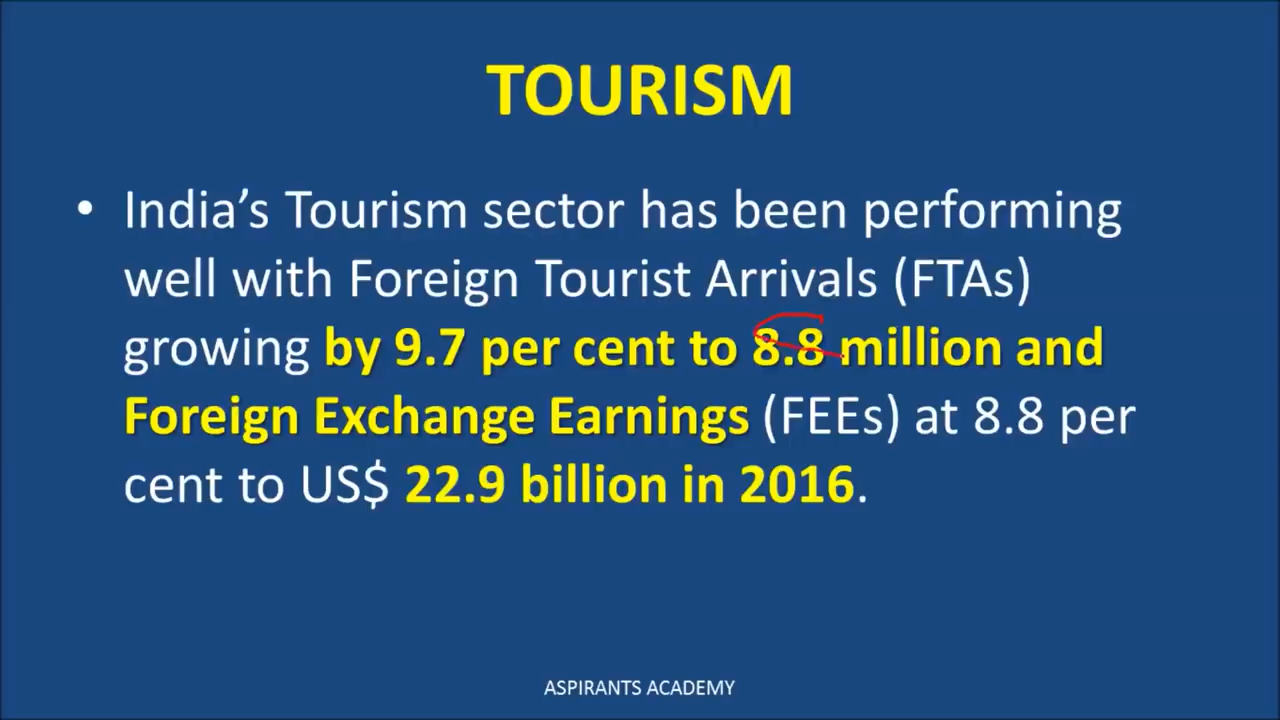 TOURISM
• India’s Tourism sector has been performing
well with Foreign Tourist Arrivals (FTAs)
growing by 9.7 per cent to 8.8 million and
Foreign Exchange Earnings (FEEs) at 8.8 per
cent to US$ 22.9 billion in 2016.
ASPIRANTS ACADEMY